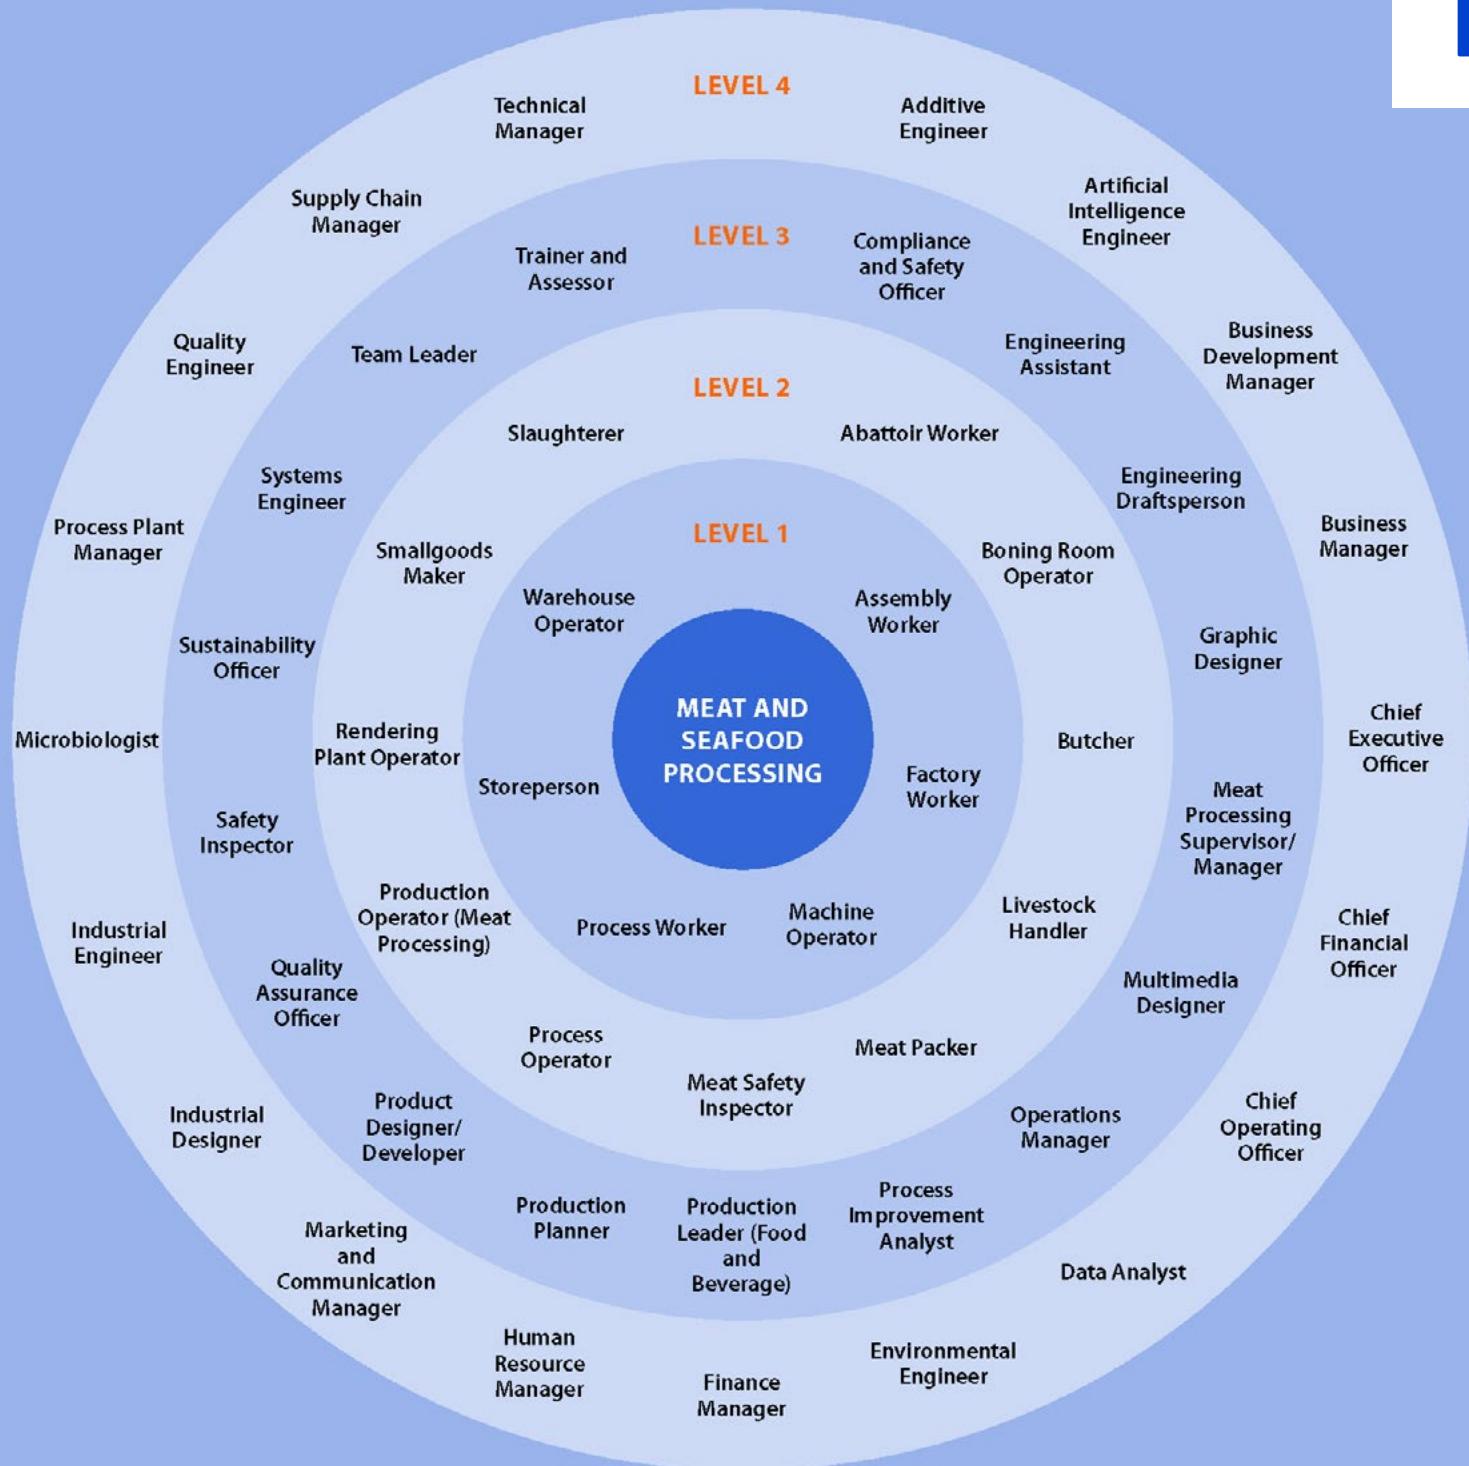 LEVEL 4
Additive
Engineer
Artificial
Intelligence
Engineer
Business
Development
Manager
Business
Manager
Chief
Executive
Officer
Chief
Financial
Officer
Chief
Operating
Officer
Data Analyst
Environmental
Engineer
Finance
Manager
Human
Resource
Manager
Marketing
and
Communication
Manager
Industrial
Designer
Industrial
Engineer
Microbiologist
Process Plant
Manager
Quality
Engineer
Supply Chain
Manager
Technical
Manager
LEVEL 3
Compliance
and Safety
Officer
Engineering
Assistant
Engineering
Draftsperson
Graphic
Designer
Meat
Processing
Supervisor/
Manager
Multimedia
Designer
Operations
Manager
Process
Improvement
Analyst
Production
Leader (Food
and
Beverage)
Production
Planner
Product
Designer/
Developer
Quality
Assurance
Officer
Safety
Inspector
Sustainability
Officer
Systems
Engineer
Team Leader
Trainer and
Assessor
LEVEL 2
Abattoir Worker
Boning Room
Operator
Butcher
Livestock
Handler
Meat Packer
Meat Safety
Inspector
Process
Operator
Production
Operator (Meat
Processing)
Rendering
Plant Operator
Smallgoods
Maker
Slaughterer
LEVEL 1
Assembly
Worker
Factory
Worker
Machine
Operator
Process Worker
Storeperson
Warehouse
Operator
MEAT AND
SEAFOOD
PROCESSING